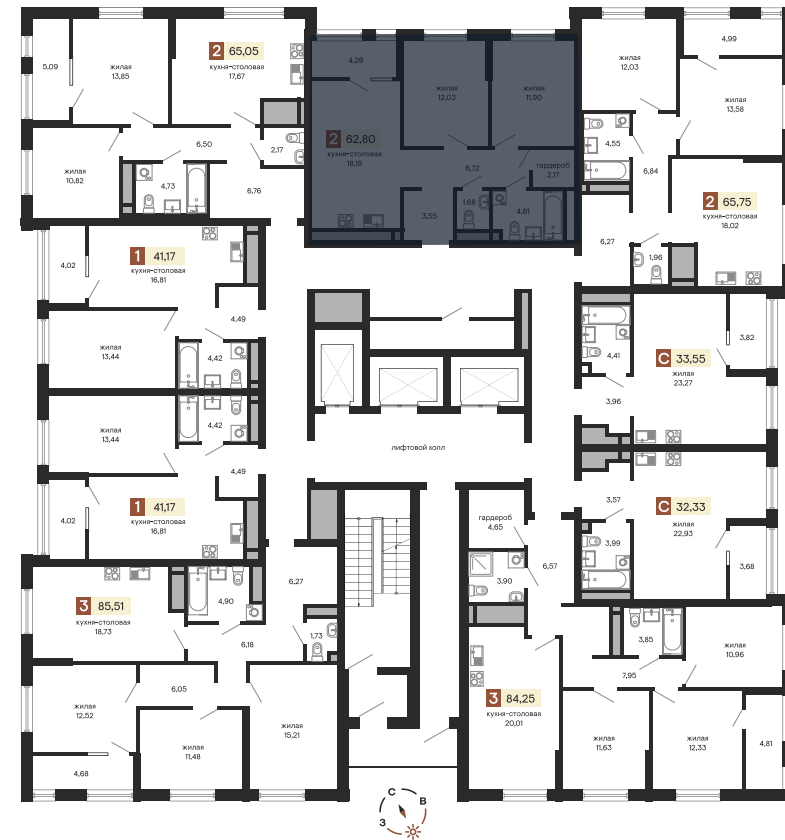 5,09
жилая
13,85
2 65,05
кухня-столовая
17,67
жилая
10,82
6,50
2,17
4,73
6,76
4,29
жилая
12,03
жилая
11,90
2 62,80
кухня-столовая
18,19
6,72
гардероб
2,17
3,55
1,68
4,61
жилая
12,03
4,99
жилая
13,58
4,55
6,84
2 65,75
кухня-столовая
18,02
6,27
1,96
1 41,17
кухня-столовая
16,81
4,02
4,49
жилая
13,44
4,42
4,41
С 33,55
жилая
23,27
3,82
3,96
жилая
13,44
4,42
4,49
лифтовой холл
1 41,17
кухня-столовая
16,81
4,02
гардероб
4,65
6,57
3,90
3,57
С 32,33
жилая
22,93
3,99
3,68
3 85,51
кухня-столовая
18,73
4,90
6,27
1,73
6,18
жилая
12,52
6,05
жилая
11,48
жилая
15,21
4,68
3 84,25
кухня-столовая
20,01
3,85
жилая
10,96
7,95
жилая
11,63
жилая
12,33
4,81
С
В
З